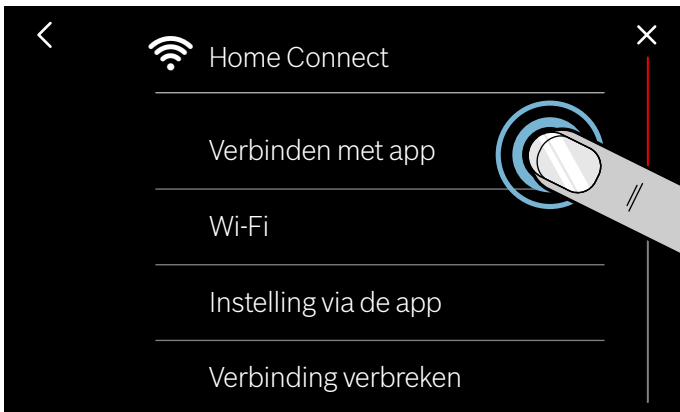 Home Connect
Verbinden met app
Wi-Fi
Instelling via de app
Verbinding verbreken